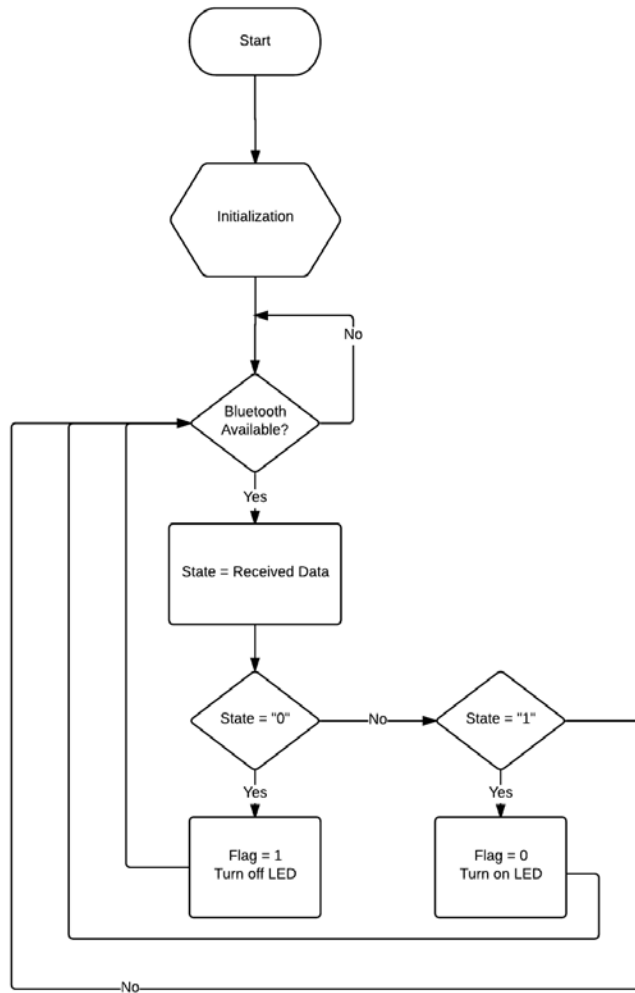 Start
Initialization
No
Bluetooth
Available?
Yes
State = Received Data
State = "0"
No
State = "1"
Yes
Yes
Flag = 1
Turn off LED
Flag = 0
Turn on LED
No